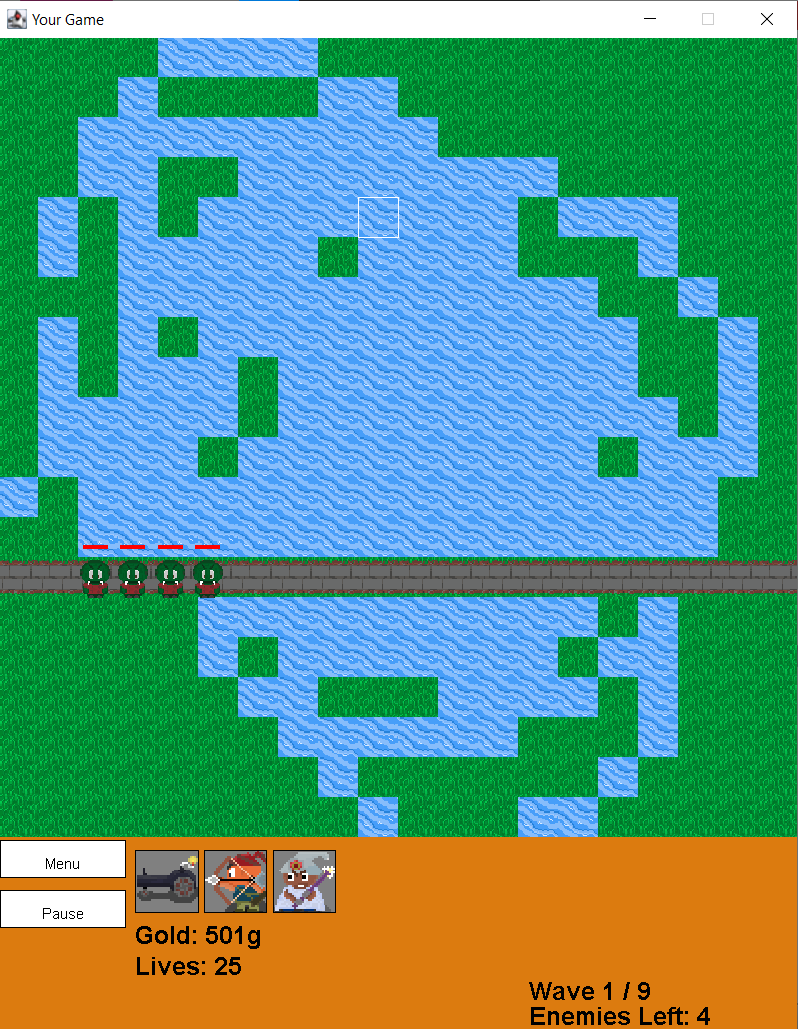 Your Game
Menu
Pause
Gold: 501g
Lives: 25
Wave 1 / 9
Enemies Left: 4